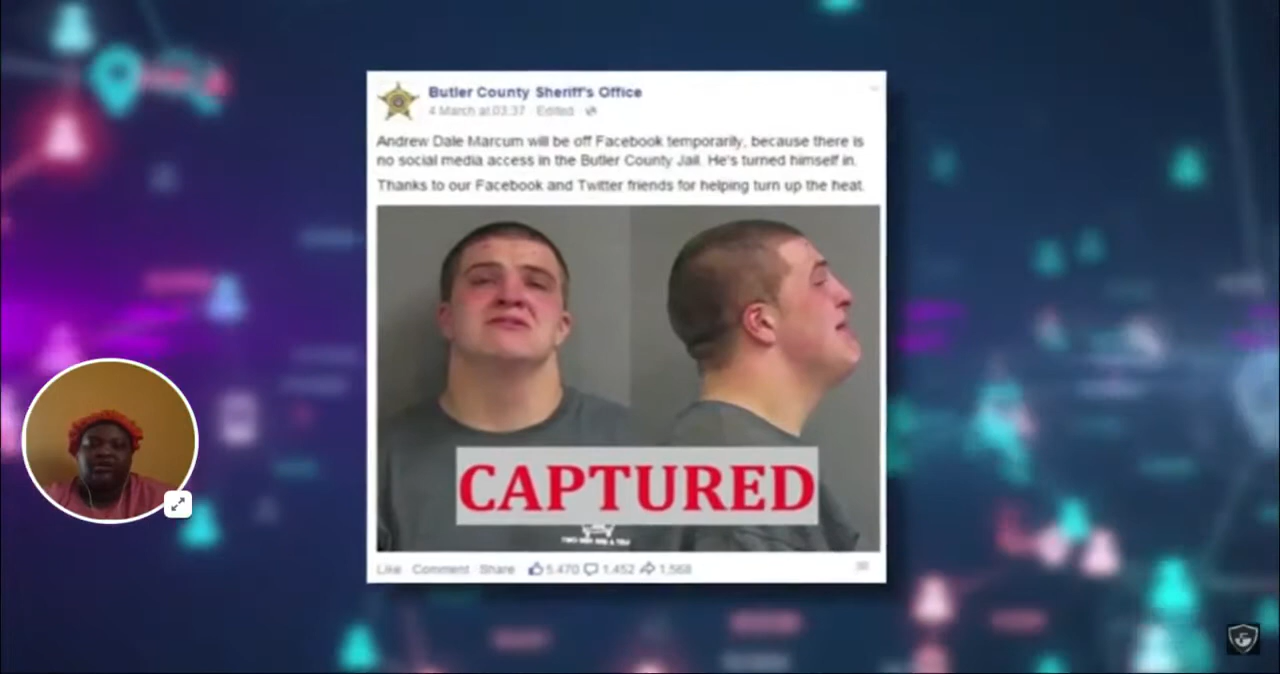 Butler County Sheriff's Office
4 March at 03:37 Edited
Andrew Dale Marcum will be off Facebook temporarily, because there is
no social media access in the Butler County Jail. He's turned himself in.
Thanks to our Facebook and Twitter friends for helping turn up the heat.
CAPTURED
Like Comment Share 5,470 1,452 1,568